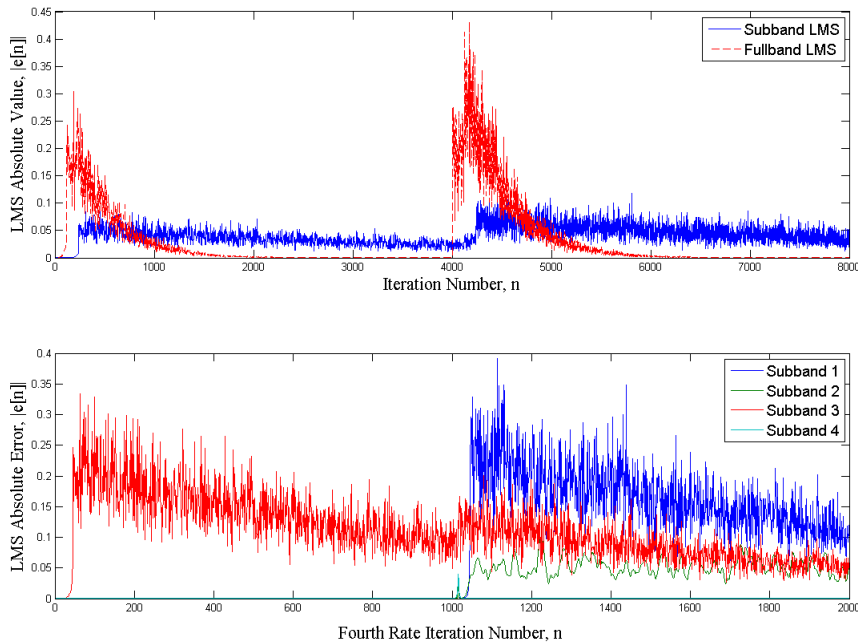 LMS Absolute Value, |e[n]|
0.45
0.4
0.35
0.3
0.25
0.2
0.15
0.1
0.05
0
Subband LMS
Fullband LMS
0 1000 2000 3000 4000 5000 6000 7000 8000
Iteration Number, n
LMS Absolute Error, |e[n]|
0.4
0.35
0.3
0.25
0.2
0.15
0.1
0.05
0
Subband 1
Subband 2
Subband 3
Subband 4
0 200 400 600 800 1000 1200 1400 1600 1800 2000
Fourth Rate Iteration Number, n